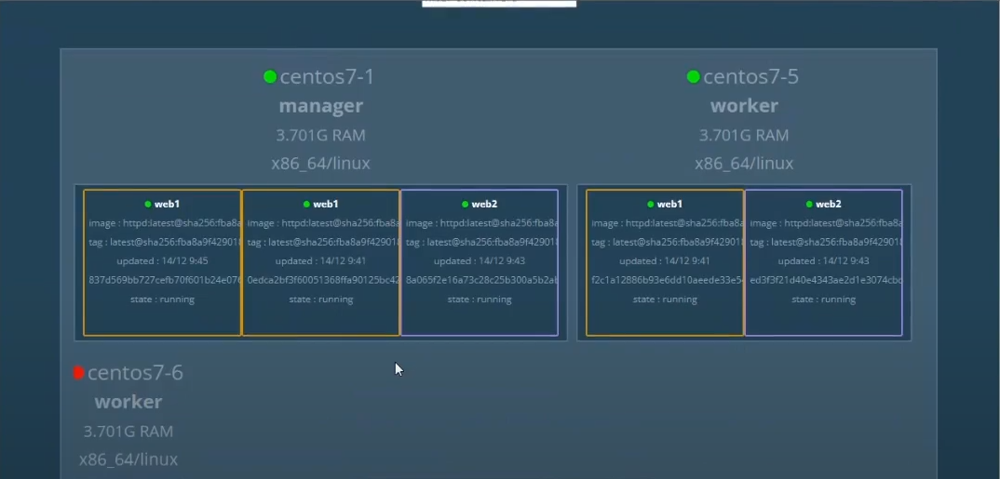 centos7-1
manager
3.701G RAM
x86_64/linux
web1
image : httpd:latest@sha256:fba8a
tag : latest@sha256:fba8a9f42901
updated : 14/12 9:45
837d569bb727cefb70f601b24e076
state : running
web1
image : httpd:latest@sha256:fba8a
tag : latest@sha256:fba8a9f42901
updated : 14/12 9:41
0edca2bf3f60051368ffa90125bc42
state : running
web2
image : httpd:latest@sha256:fba8a
tag : latest@sha256:fba8a9f42901
updated : 14/12 9:43
8a065f2e16a73c28c25b300a5b2a
state : running
centos7-5
worker
3.701G RAM
x86_64/linux
web1
image : httpd:latest@sha256:fba8a
tag : latest@sha256:fba8a9f42901
updated : 14/12 9:41
f2c1a12886b93e6dd10aeede33e5
state : running
web2
image : httpd:latest@sha256:fba8a
tag : latest@sha256:fba8a9f42901
updated : 14/12 9:43
ed3f3f21d40e4343ae2d1e3074cb
state : running
centos7-6
worker
3.701G RAM
x86_64/linux